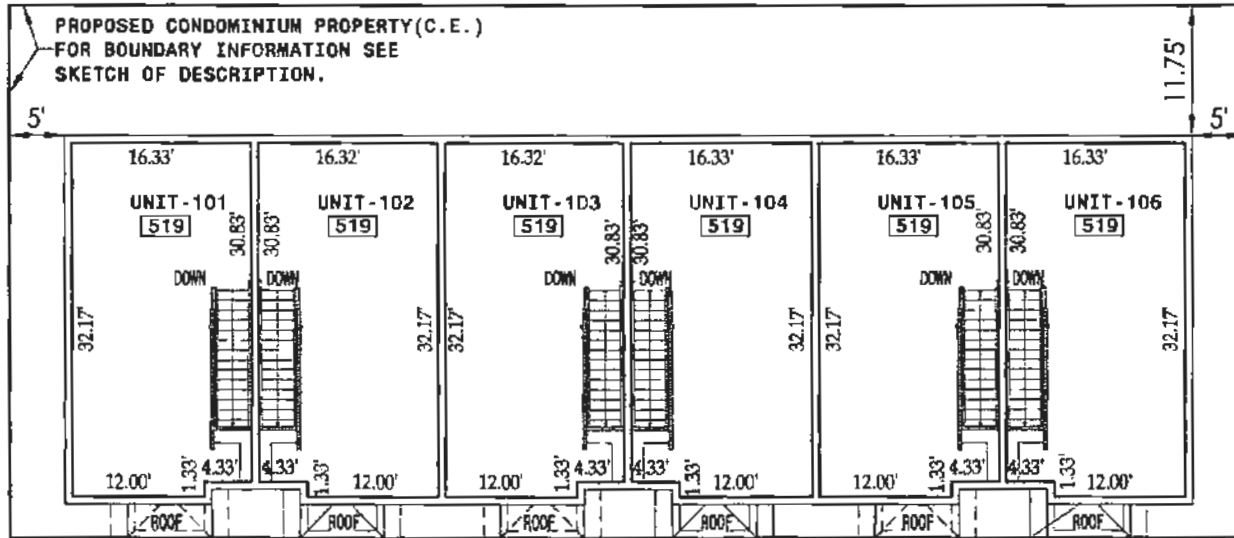 PROPOSED CONDOMINIUM PROPERTY(C.E.)
FOR BOUNDARY INFORMATION SEE
SKETCH OF DESCRIPTION.
11.75'
5'
5'
16.33'
16.32'
16.32'
16.33'
16.33'
16.33'
UNIT-101
UNIT-102
UNIT-103
UNIT-104
UNIT-105
UNIT-106
519
519
519
519
519
519
30.83'
30.83'
30.83'
30.83'
30.83'
30.83'
DOWN
DOWN
DOWN
DOWN
DOWN
DOWN
32.17'
32.17'
32.17'
32.17'
32.17'
32.17'
12.00'
1.33'
4.33'
4.33'
1.33'
12.00'
12.00'
1.33'
4.33'
4.33'
1.33'
12.00'
12.00'
1.33'
4.33'
4.33'
1.33'
12.00'
ROOF
ROOF
ROOF
ROOF
ROOF
ROOF